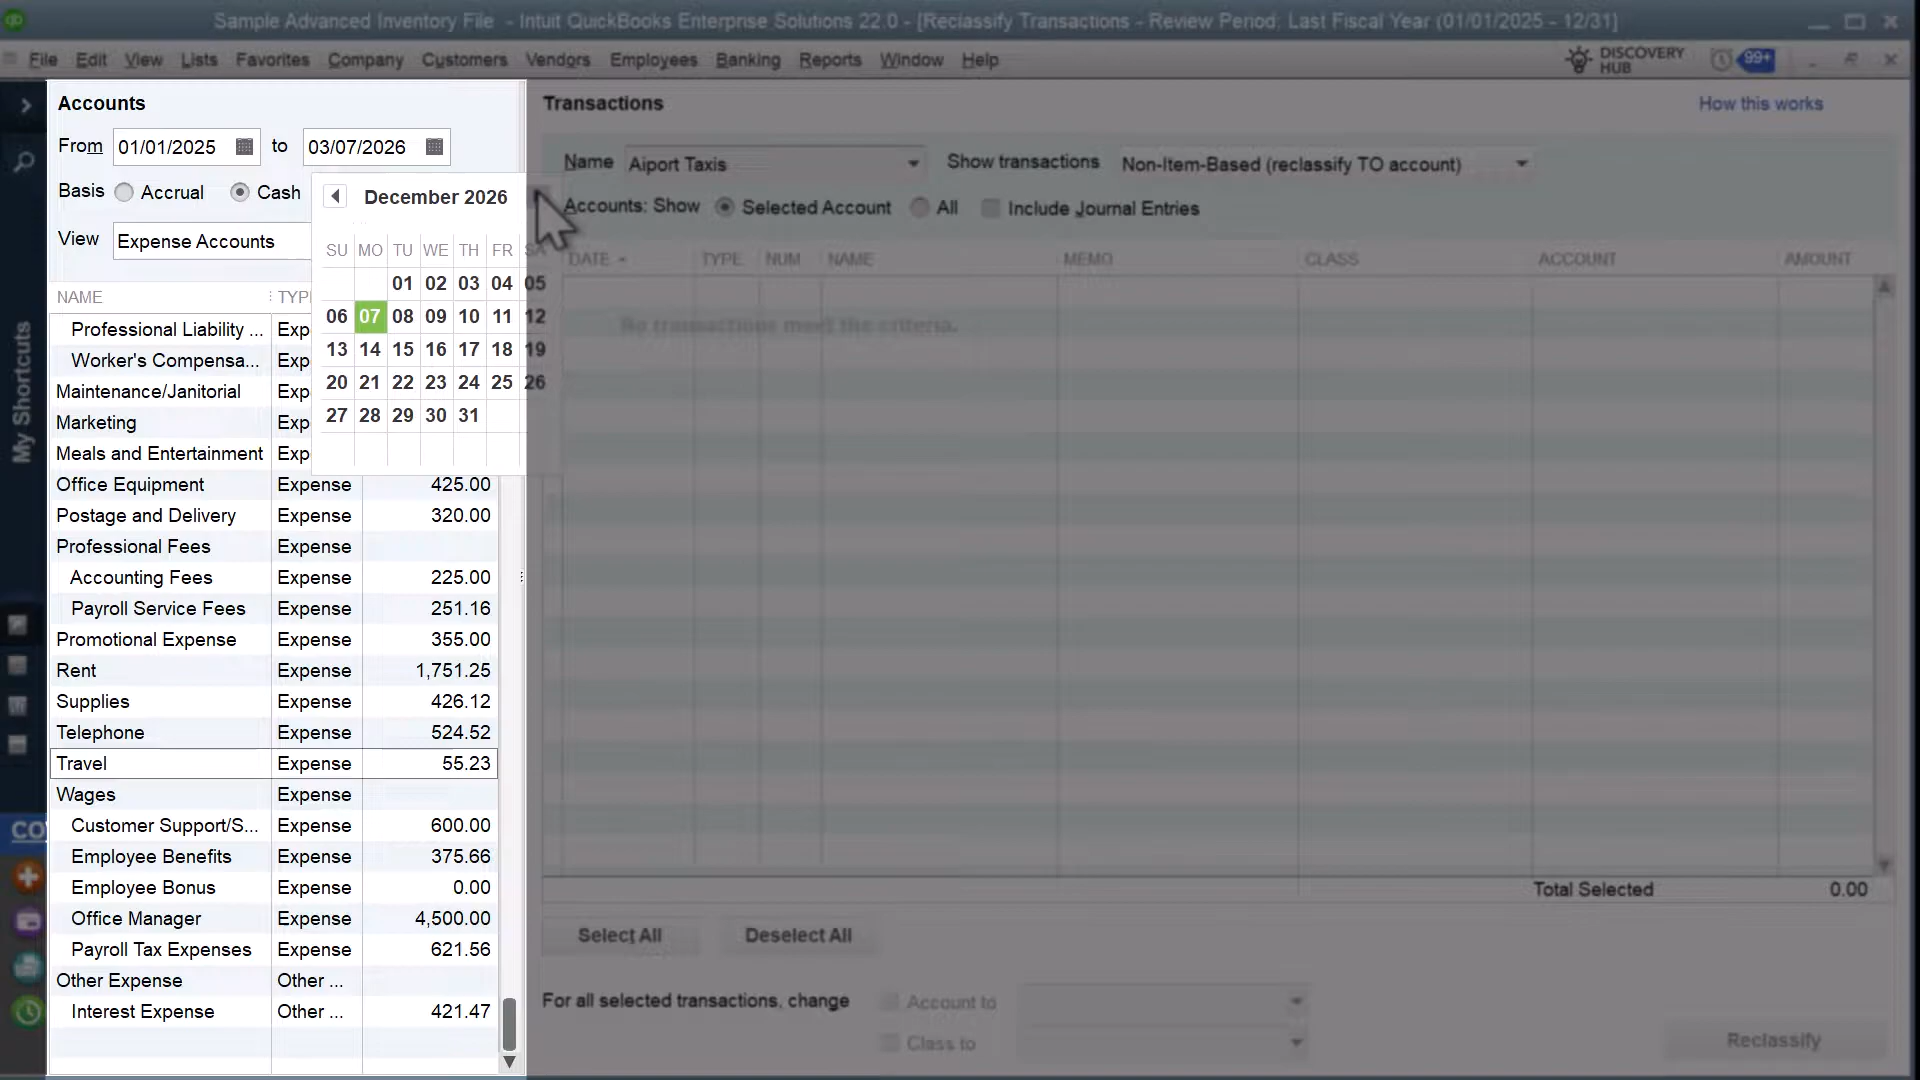 Sample Advanced Inventory File - Intuit QuickBooks Enterprise Solutions 22.0 - [Reclassify Transactions - Review Period: Last Fiscal Year (01/01/2025 - 12/31]
File Edit View Lists Favorites Company Customers Vendors Employees Banking Reports Window Help
DISCOVERY
HUB
99+
My Shortcuts
CO
Accounts
From 01/01/2025 to 03/07/2026
Basis Accrual Cash
View Expense Accounts
December 2026
SU MO TU WE TH FR SA
01 02 03 04 05
06 07 08 09 10 11 12
13 14 15 16 17 18 19
20 21 22 23 24 25 26
27 28 29 30 31
NAME TYP
Professional Liability ... Exp
Worker's Compensa... Exp
Maintenance/Janitorial Exp
Marketing Exp
Meals and Entertainment Exp
Office Equipment Expense 425.00
Postage and Delivery Expense 320.00
Professional Fees Expense
Accounting Fees Expense 225.00
Payroll Service Fees Expense 251.16
Promotional Expense Expense 355.00
Rent Expense 1,751.25
Supplies Expense 426.12
Telephone Expense 524.52
Travel Expense 55.23
Wages Expense
Customer Support/S... Expense 600.00
Employee Benefits Expense 375.66
Employee Bonus Expense 0.00
Office Manager Expense 4,500.00
Payroll Tax Expenses Expense 621.56
Other Expense Other ...
Interest Expense Other ... 421.47
Transactions
How this works
Name Aiport Taxis Show transactions Non-Item-Based (reclassify TO account)
Accounts: Show Selected Account All Include Journal Entries
DATE TYPE NUM NAME MEMO CLASS ACCOUNT AMOUNT
No transactions meet the criteria.
Total Selected 0.00
Select All Deselect All
For all selected transactions, change Account to
Class to
Reclassify